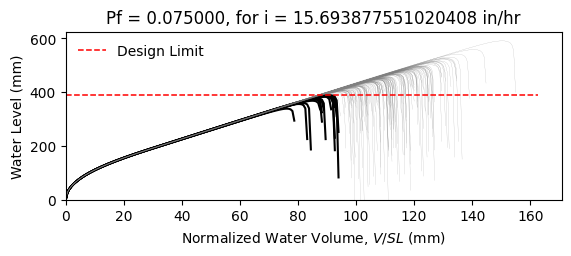 Pf = 0.075000, for i = 15.693877551020408 in/hr
Design Limit
Water Level (mm)
600
400
200
0
0 20 40 60 80 100 120 140 160
Normalized Water Volume, V/SL (mm)